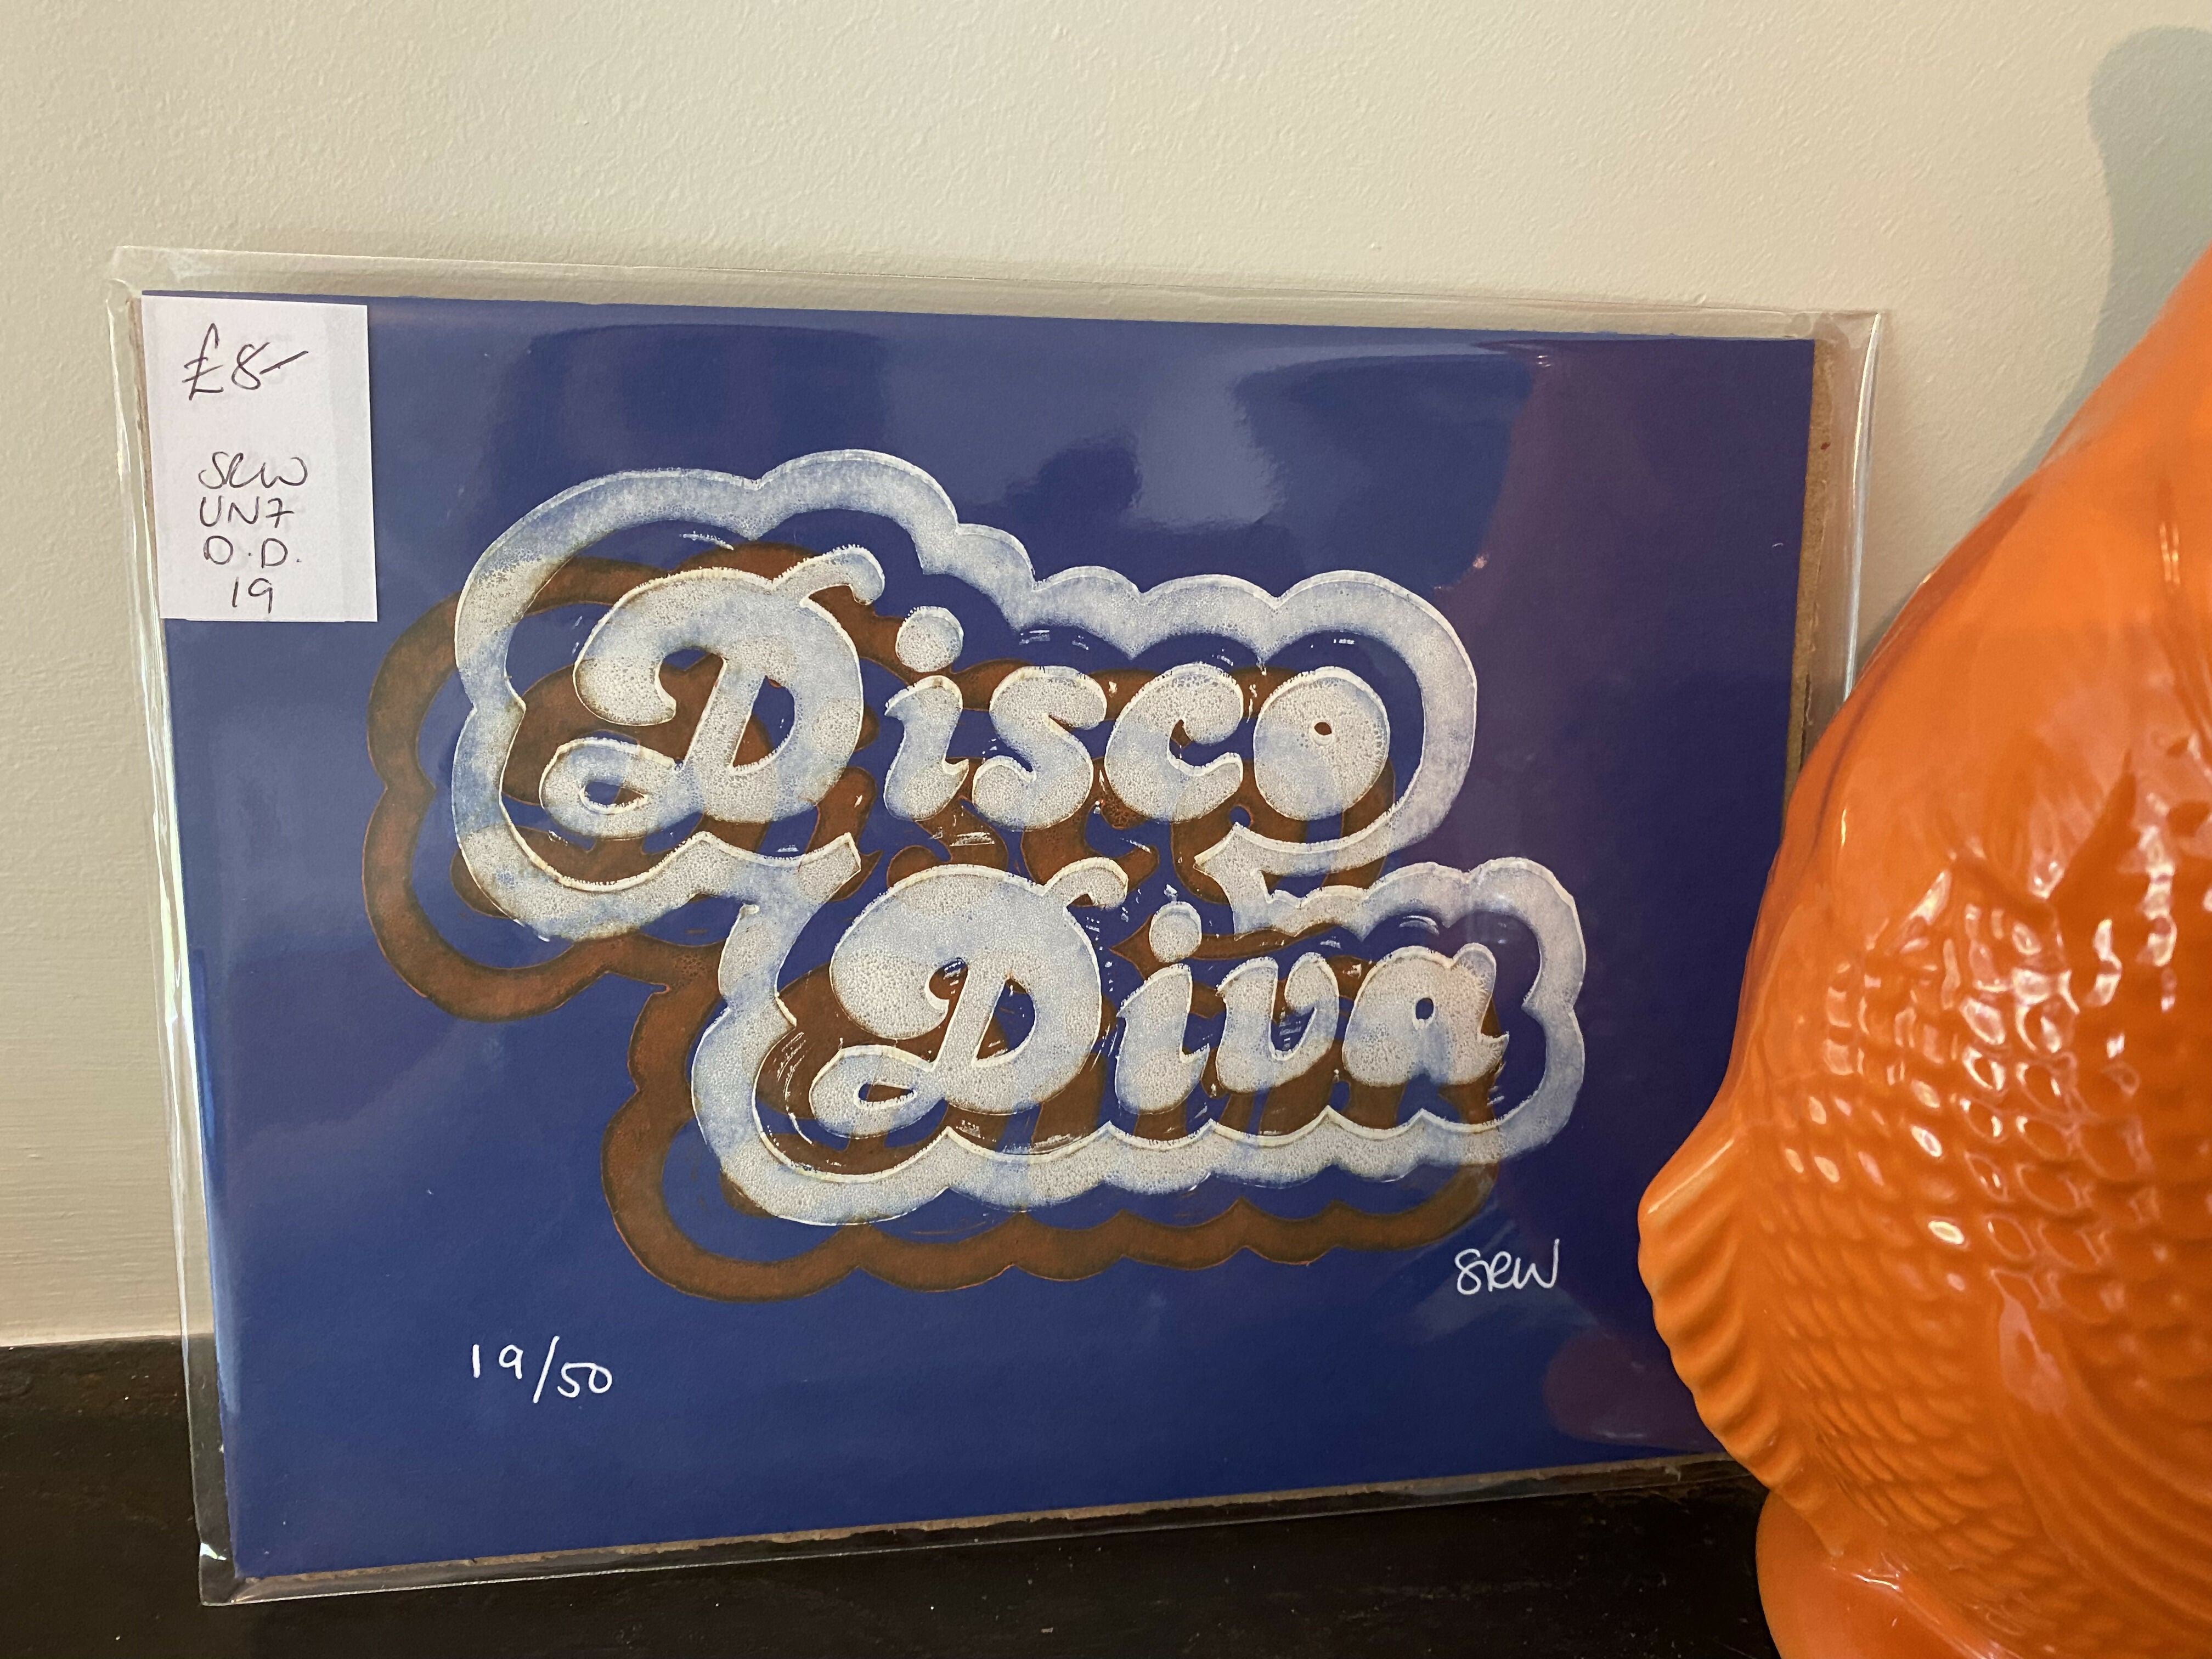 £8-
SRW
UN7
D.D.
19
Disco
Diva
SRW
19/50